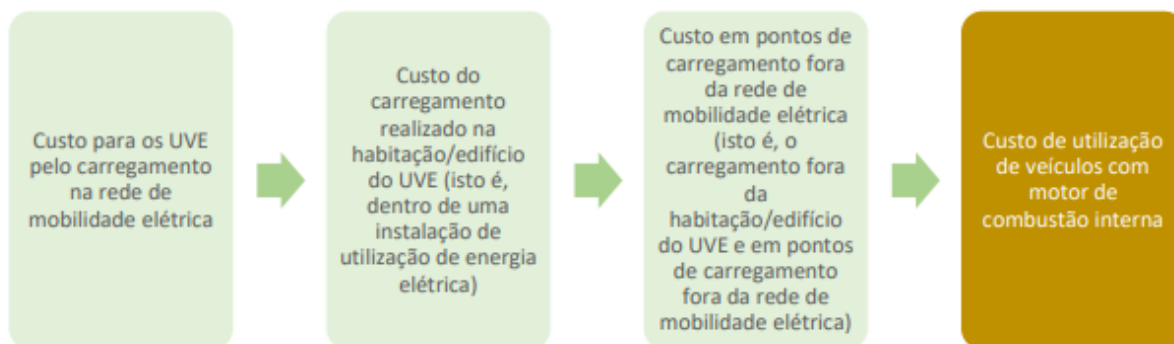 Custo para os UVE
pelo carregamento
na rede de
mobilidade elétrica
Custo do
carregamento
realizado na
habitação/edifício
do UVE (isto é,
dentro de uma
instalação de
utilização de energia
elétrica)
Custo em pontos de
carregamento fora
da rede de
mobilidade elétrica
(isto é, o
carregamento fora
da
habitação/edifício
do UVE e em pontos
de carregamento
fora da rede de
mobilidade elétrica)
Custo de utilização
de veículos com
motor de
combustão interna